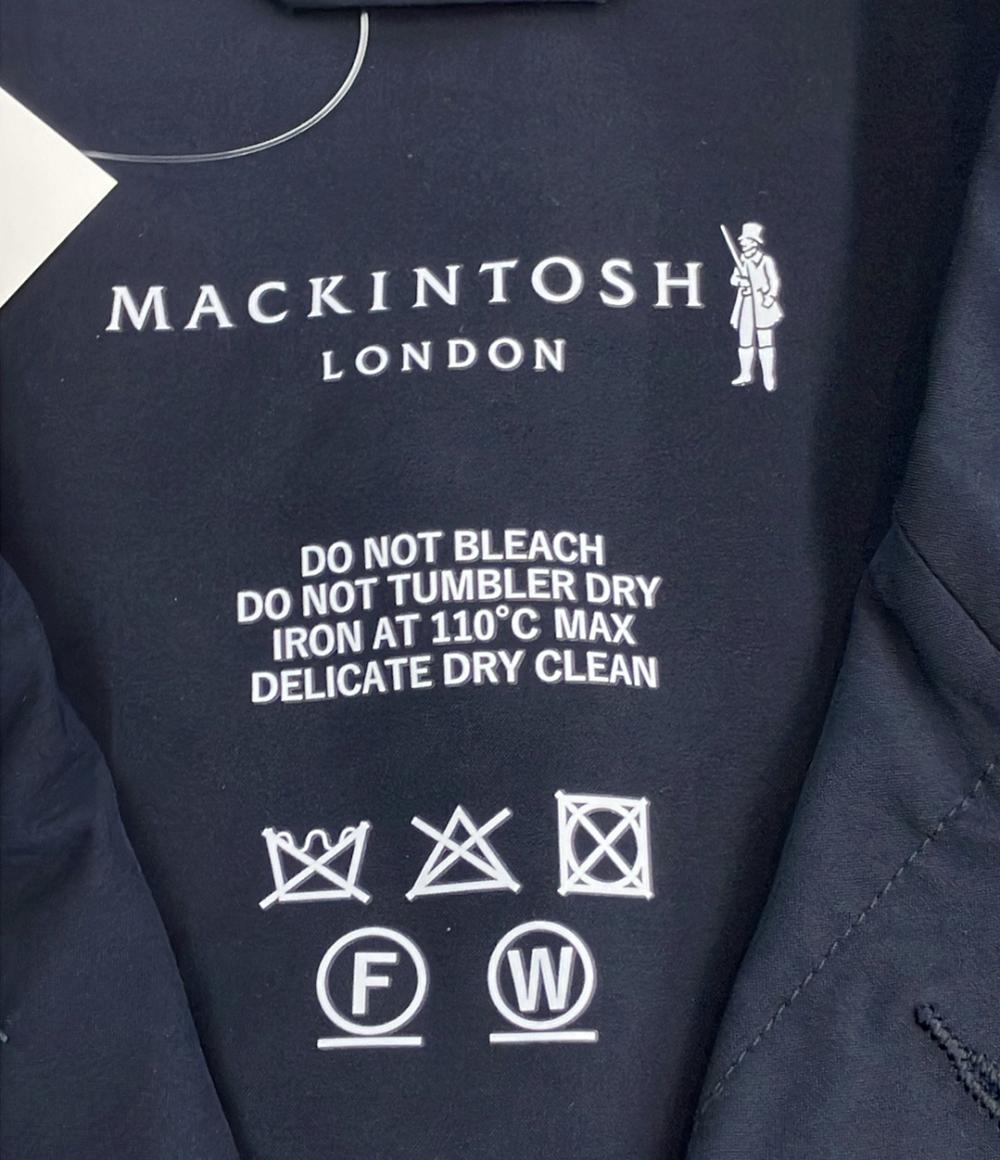 MACKINTOSH
LONDON
DO NOT BLEACH
DO NOT TUMBLER DRY
IRON AT 110°C MAX
DELICATE DRY CLEAN
F W